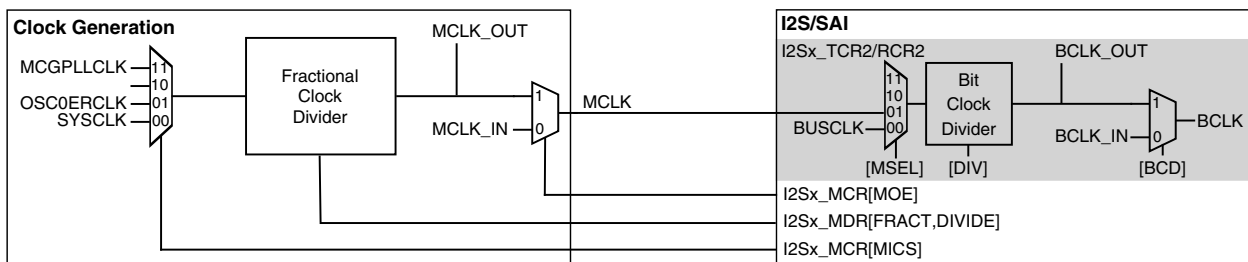 Clock Generation
MCGPLLCLK
11
10
OSC0ERCLK
01
SYSCLK
00
Fractional
Clock
Divider
MCLK_OUT
1
MCLK_IN
0
MCLK
I2S/SAI
I2Sx_TCR2/RCR2
11
10
01
BUSCLK
00
[MSEL]
Bit
Clock
Divider
[DIV]
BCLK_OUT
1
BCLK_IN
0
[BCD]
BCLK
I2Sx_MCR[MOE]
I2Sx_MDR[FRACT,DIVIDE]
I2Sx_MCR[MICS]